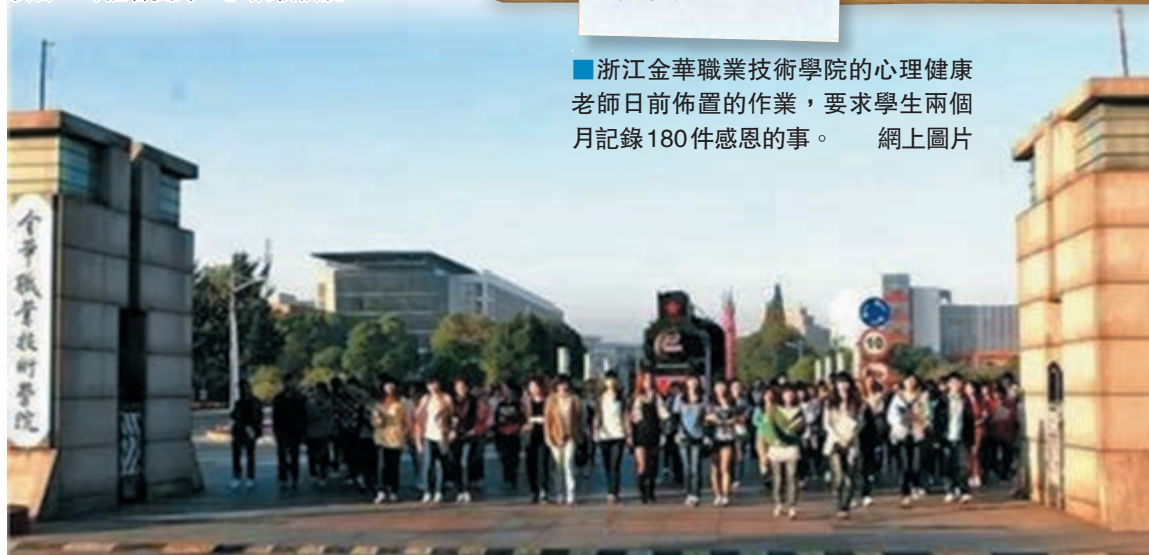 ■浙江金華職業技術學院的心理健康
老師日前佈置的作業，要求學生兩個
月記錄180件感恩的事。 網上圖片
金華職業技術學院
10